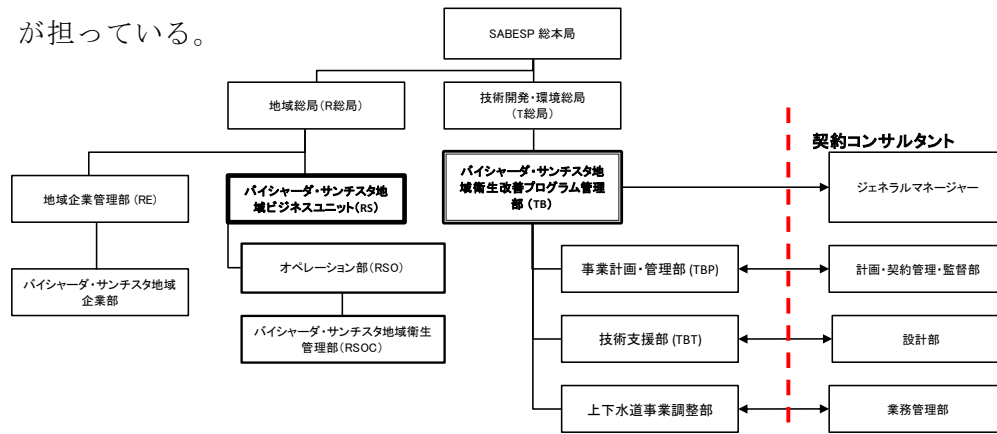 が担っている。
SABESP 総本局
地域総局（R総局）
技術開発・環境総局
（T総局）
契約コンサルタント
地域企業管理部 (RE)
バイシャーダ・サンチスタ地
域ビジネスユニット(RS)
バイシャーダ・サンチスタ地
域衛生改善プログラム管理
部 (TB)
ジェネラルマネージャー
オペレーション部（RSO）
事業計画・管理部 (TBP)
計画・契約管理・監督部
バイシャーダ・サンチスタ地域
企業部
バイシャーダ・サンチスタ地域衛生
管理部（RSOC）
技術支援部 (TBT)
設計部
上下水道事業調整部
業務管理部